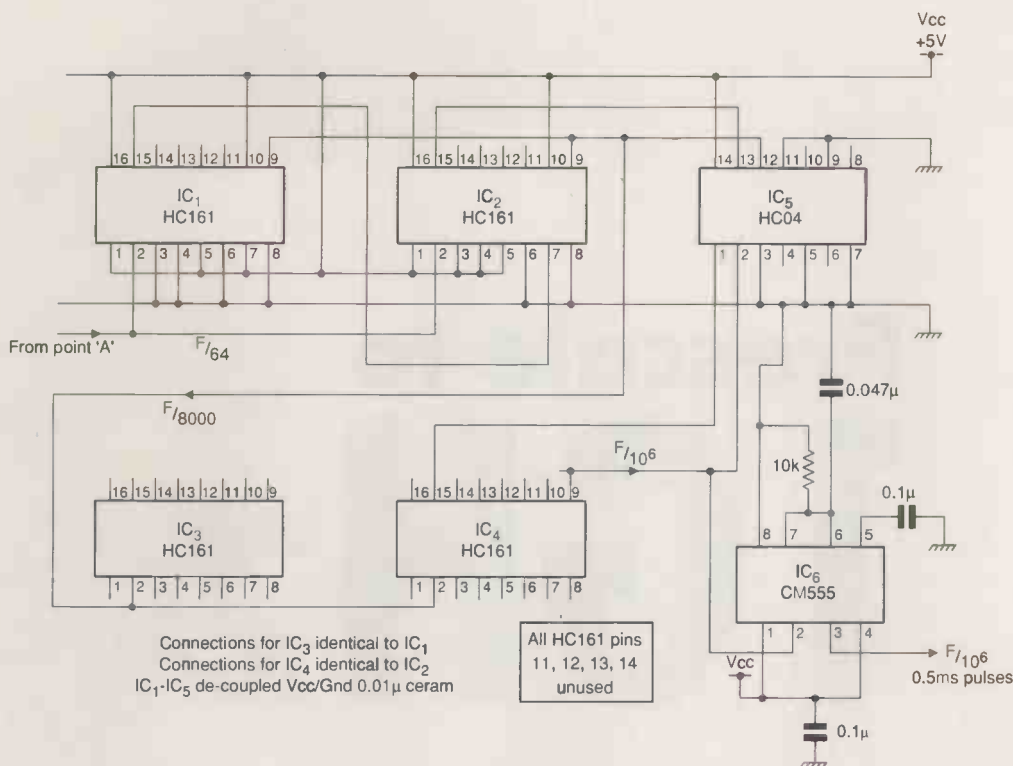 Vcc
+5V
16 15 14 13 12 11 10 9
16 15 14 13 12 11 10 9
14 13 12 11 10 9 8
IC1
HC161
IC2
HC161
IC5
HC04
1 2 3 4 5 6 7 8
1 2 3 4 5 6 7 8
1 2 3 4 5 6 7
From point 'A'
F/64
F/8000
0.047µ
F/10⁶
10k
0.1µ
16 15 14 13 12 11 10 9
16 15 14 13 12 11 10 9
IC3
HC161
IC4
HC161
8 7 6 5
IC6
CM555
1 2 3 4 5 6 7 8
1 2 3 4 5 6 7 8
1 2 3 4
Connections for IC3 identical to IC1
Connections for IC4 identical to IC2
IC1-IC5 de-coupled Vcc/Gnd 0.01µ ceram
All HC161 pins
11, 12, 13, 14
unused
Vcc
F/10⁶
0.5ms pulses
0.1µ